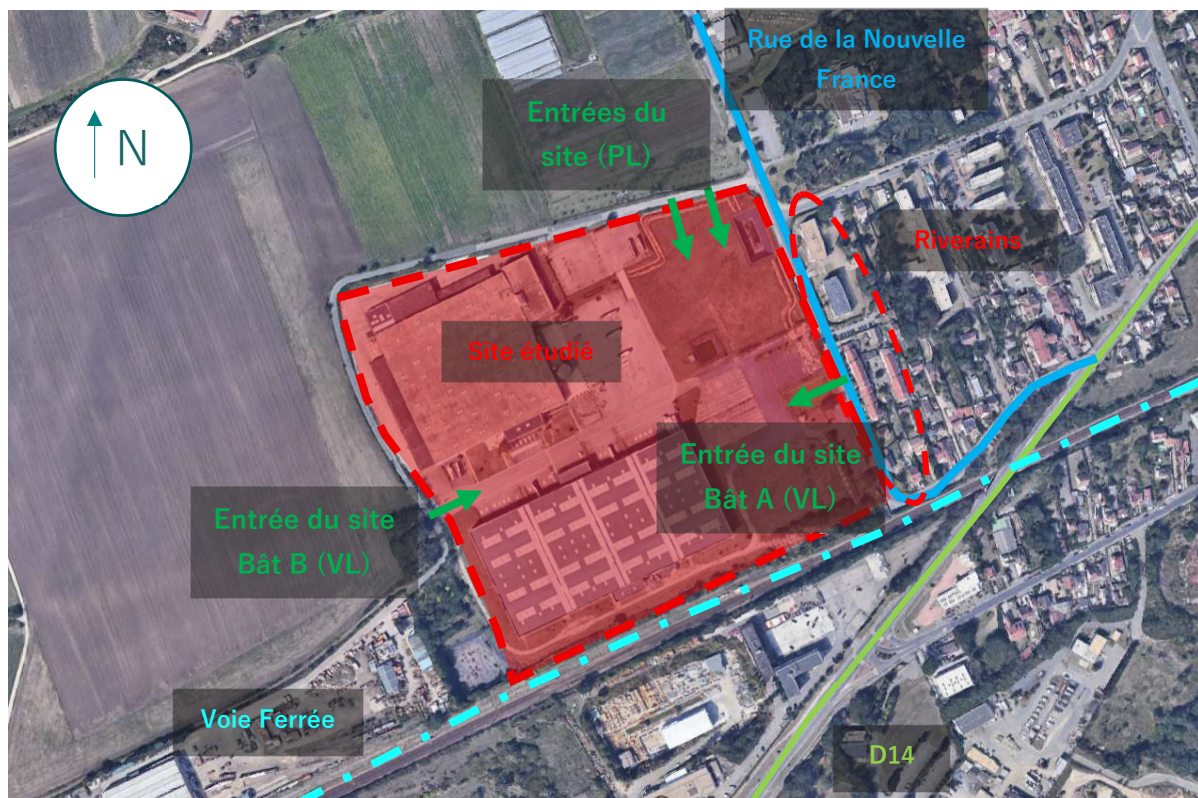 Rue de la Nouvelle
France
N
Entrées du
site (PL)
Riverains
Site étudié
Entrée du site
Bât A (VL)
Entrée du site
Bât B (VL)
Voie Ferrée
D14